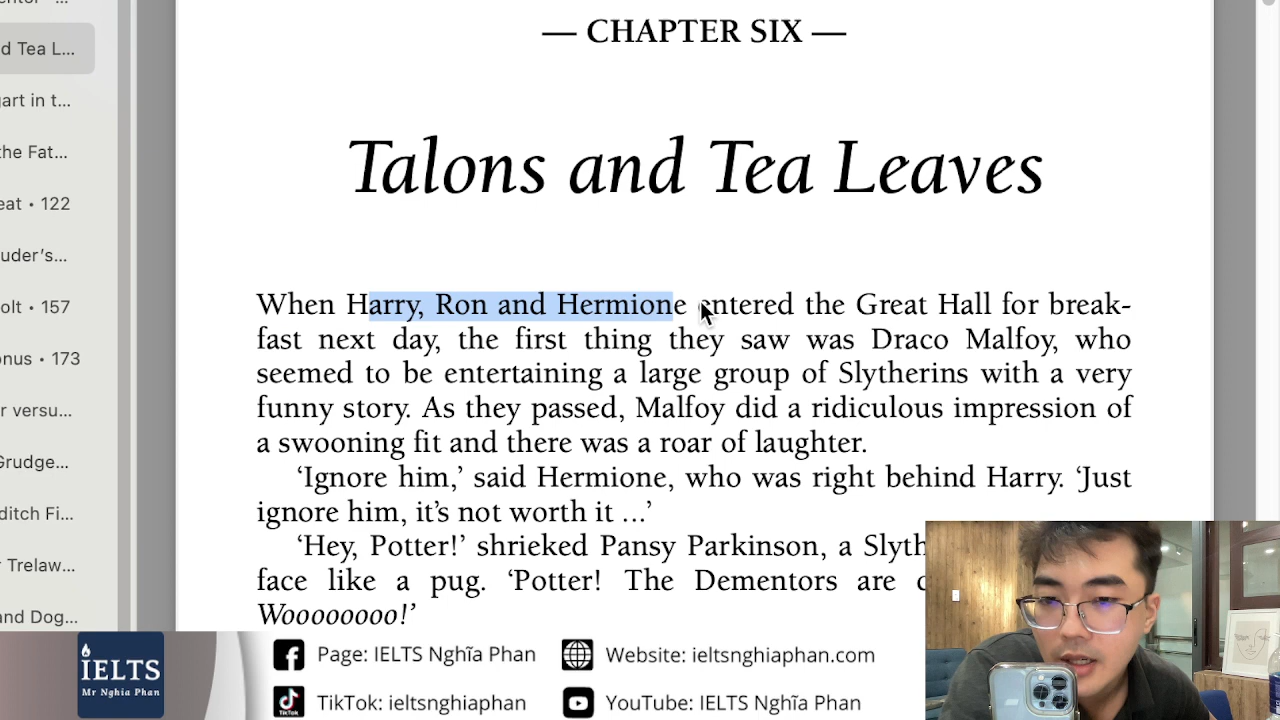 — CHAPTER SIX —
Talons and Tea Leaves
When Harry, Ron and Hermione entered the Great Hall for break-
fast next day, the first thing they saw was Draco Malfoy, who
seemed to be entertaining a large group of Slytherins with a very
funny story. As they passed, Malfoy did a ridiculous impression of
a swooning fit and there was a roar of laughter.
‘Ignore him,’ said Hermione, who was right behind Harry. ‘Just
ignore him, it’s not worth it …’
‘Hey, Potter!’ shrieked Pansy Parkinson, a Slyth
face like a pug. ‘Potter! The Dementors are
Woooooooo!’
d Tea L...
gart in t...
the Fat...
eat • 122
uder’s...
olt • 157
onus • 173
r versu...
Grudge...
ditch Fi...
r Trelaw...
and Dog...
IELTS
Mr Nghia Phan
Page: IELTS Nghĩa Phan
Website: ieltsnghiaphan.com
TikTok
TikTok: ieltsnghiaphan
YouTube: IELTS Nghĩa Phan